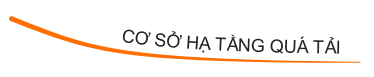 CƠ SỞ HẠ TẦNG QUÁ TẢI